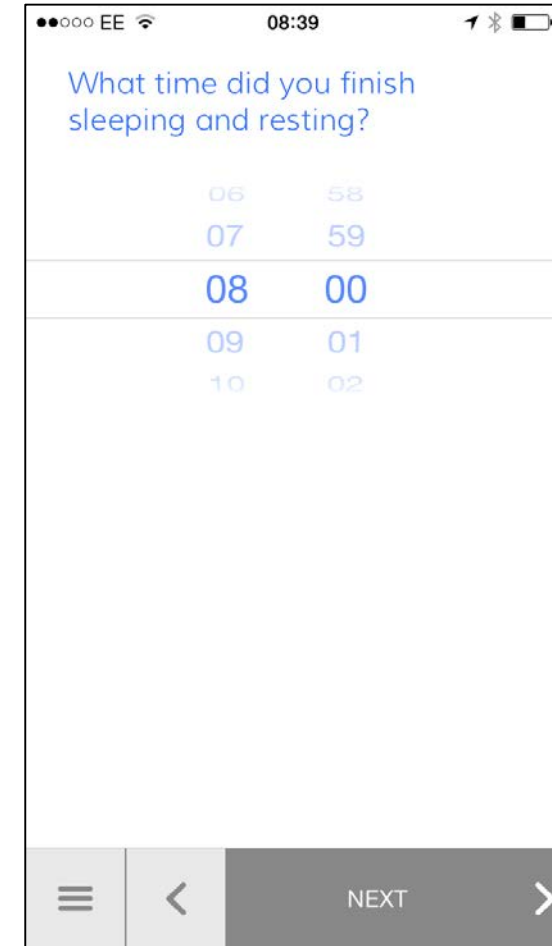 EE 08:39
What time did you finish
sleeping and resting?
06 58
07 59
08 00
09 01
10 02
NEXT